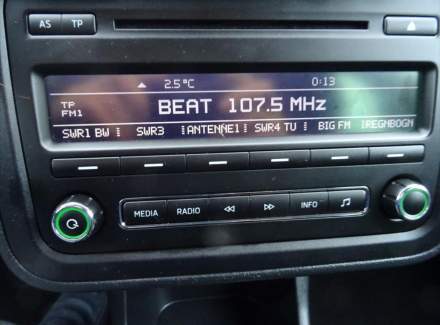 AS TP
2.5°C 0:13
TP
FM1
BEAT 107.5 MHz
SWR1 BW SWR3 ANTENNE1 SWR4 TU BIG FM IREGNBOGN
MEDIA RADIO INFO